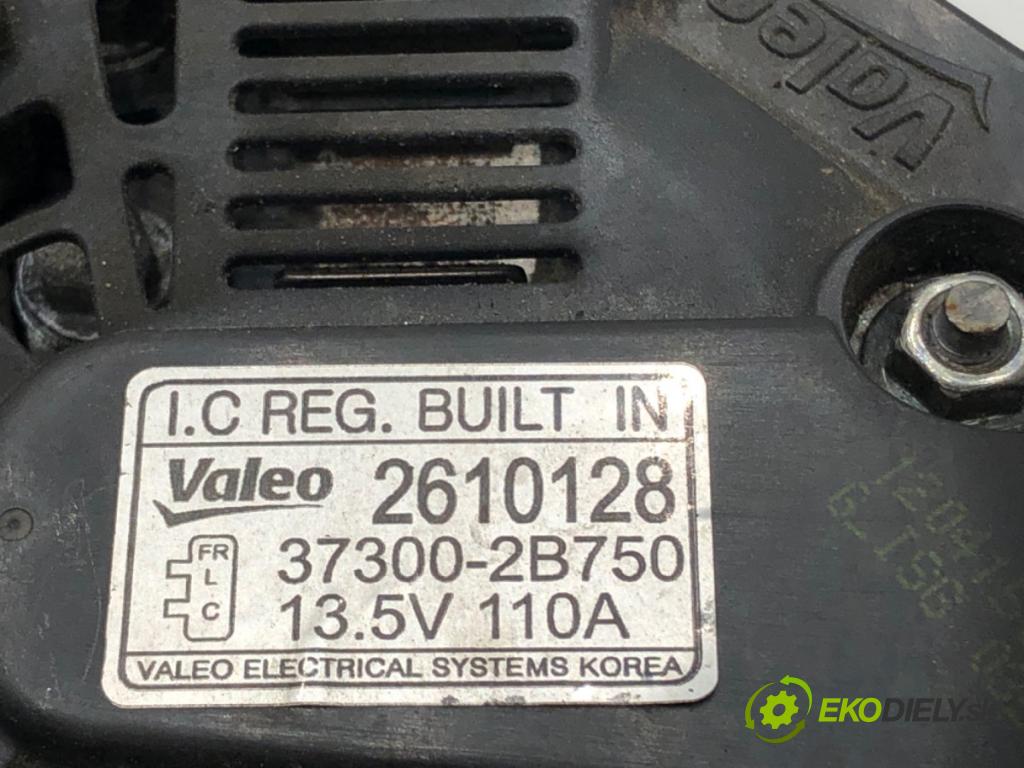 Valeo
I.C REG. BUILT IN
Valeo 2610128
FR 37300-2B750
L
C 13.5V 110A
VALEO ELECTRICAL SYSTEMS KOREA
EKODIELY.sk